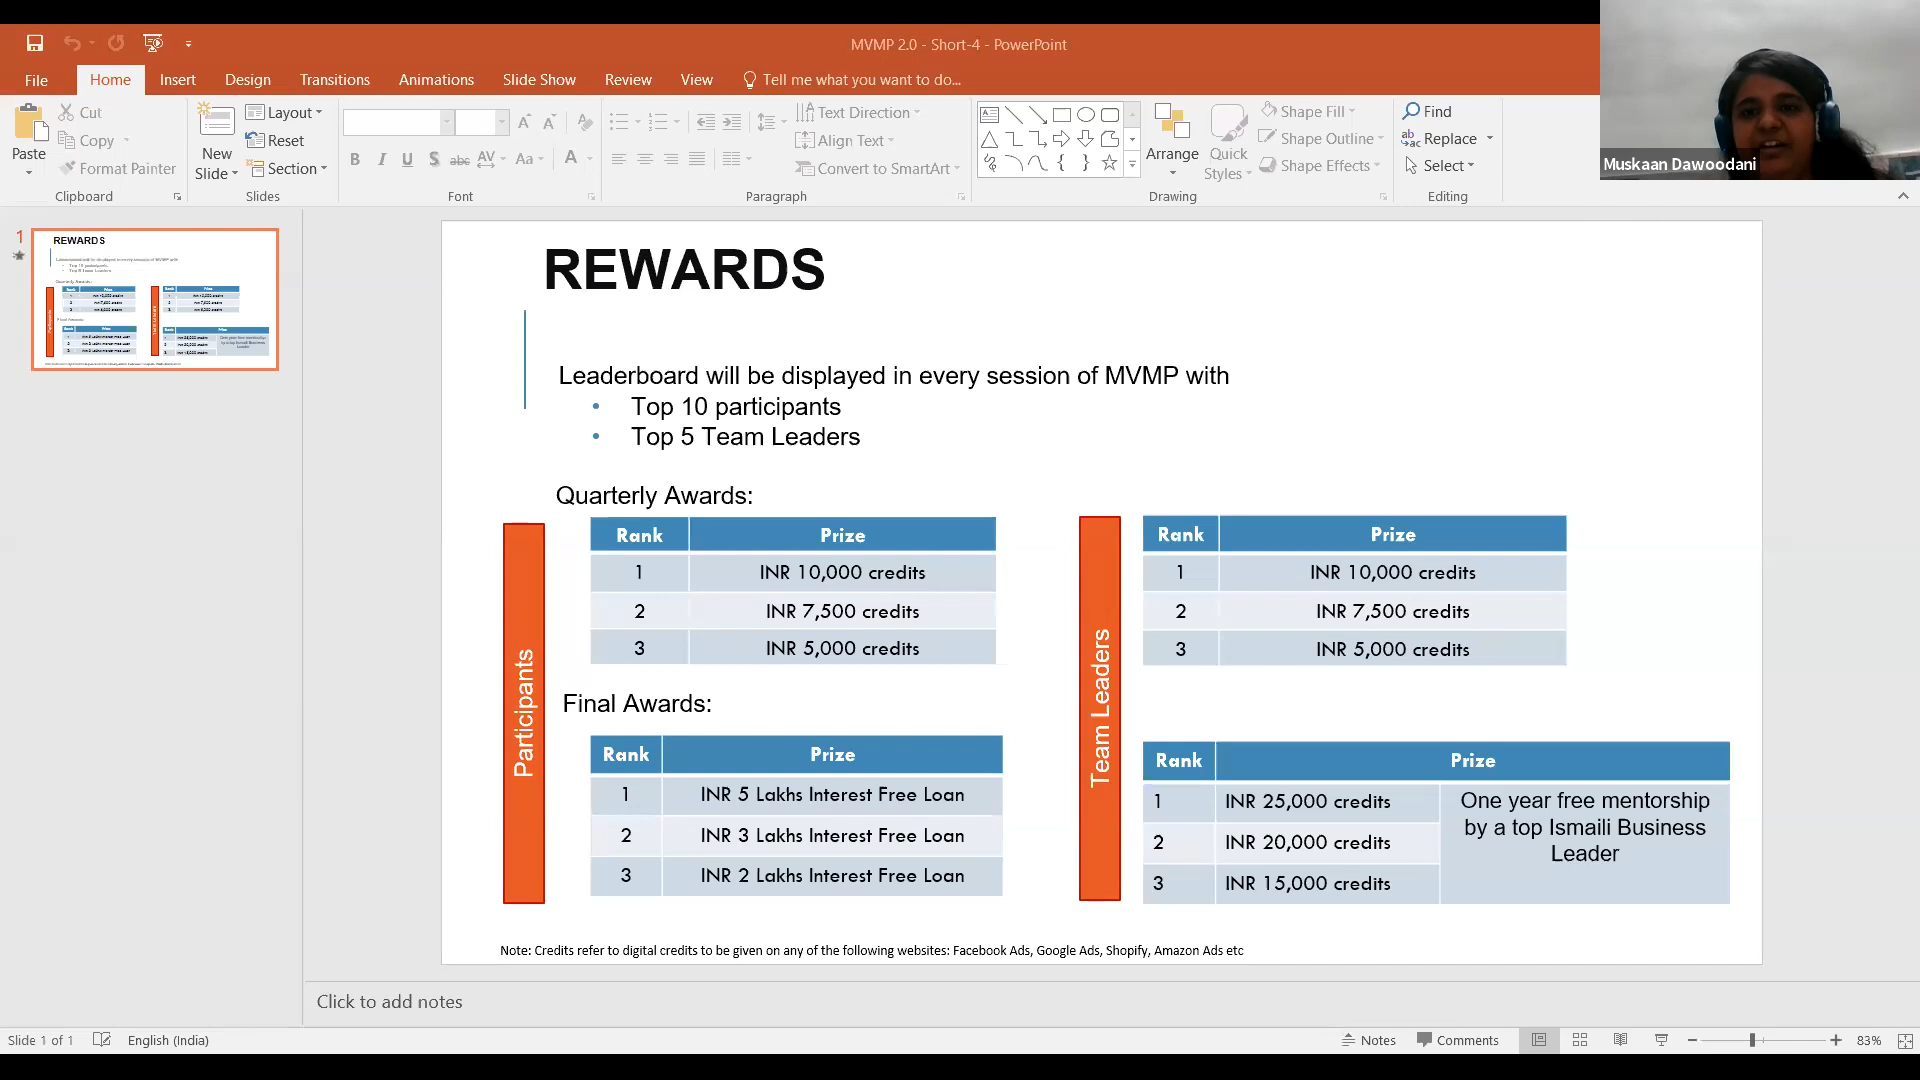 MVMP 2.0 - Short-4 - PowerPoint
File Home Insert Design Transitions Animations Slide Show Review View Tell me what you want to do...
Paste
Cut
Copy
Format Painter
Clipboard
New Slide
Layout
Reset
Section
Slides
B I U S abc AV Aa A
Font
Text Direction
Align Text
Convert to SmartArt
Paragraph
Arrange
Quick Styles
Shape Fill
Shape Outline
Shape Effects
Drawing
Find
Replace
Select
Editing
Muskaan Dawoodani
1
REWARDS
Leaderboard will be displayed in every session of MVMP with
• Top 10 participants
• Top 5 Team Leaders
Quarterly Awards:
Participants
Rank Prize
1 INR 10,000 credits
2 INR 7,500 credits
3 INR 5,000 credits
Final Awards:
Rank Prize
1 INR 5 Lakhs Interest Free Loan
2 INR 3 Lakhs Interest Free Loan
3 INR 2 Lakhs Interest Free Loan
Team Leaders
Rank Prize
1 INR 10,000 credits
2 INR 7,500 credits
3 INR 5,000 credits
Rank Prize
1 INR 25,000 credits
2 INR 20,000 credits
3 INR 15,000 credits
One year free mentorship
by a top Ismaili Business
Leader
Note: Credits refer to digital credits to be given on any of the following websites: Facebook Ads, Google Ads, Shopify, Amazon Ads etc
Click to add notes
Slide 1 of 1 English (India) Notes Comments 83%